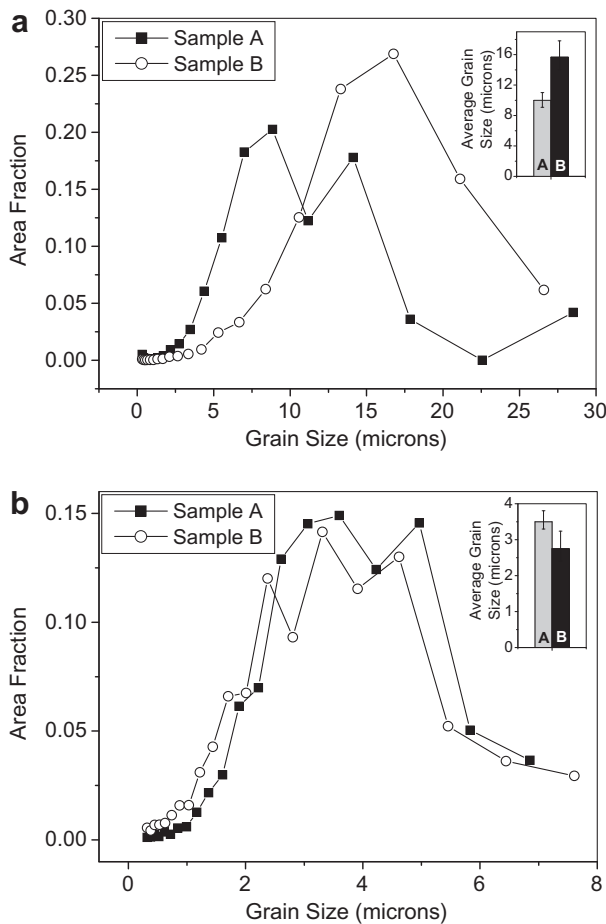 a
Sample A
Sample B
0.30
0.25
0.20
0.15
0.10
0.05
0.00
Area Fraction
0 5 10 15 20 25 30
Grain Size (microns)
Average Grain
Size (microns)
16
12
8
4
0
A B
b
Sample A
Sample B
0.15
0.10
0.05
0.00
Area Fraction
0 2 4 6 8
Grain Size (microns)
Average Grain
Size (microns)
4
3
2
1
0
A B